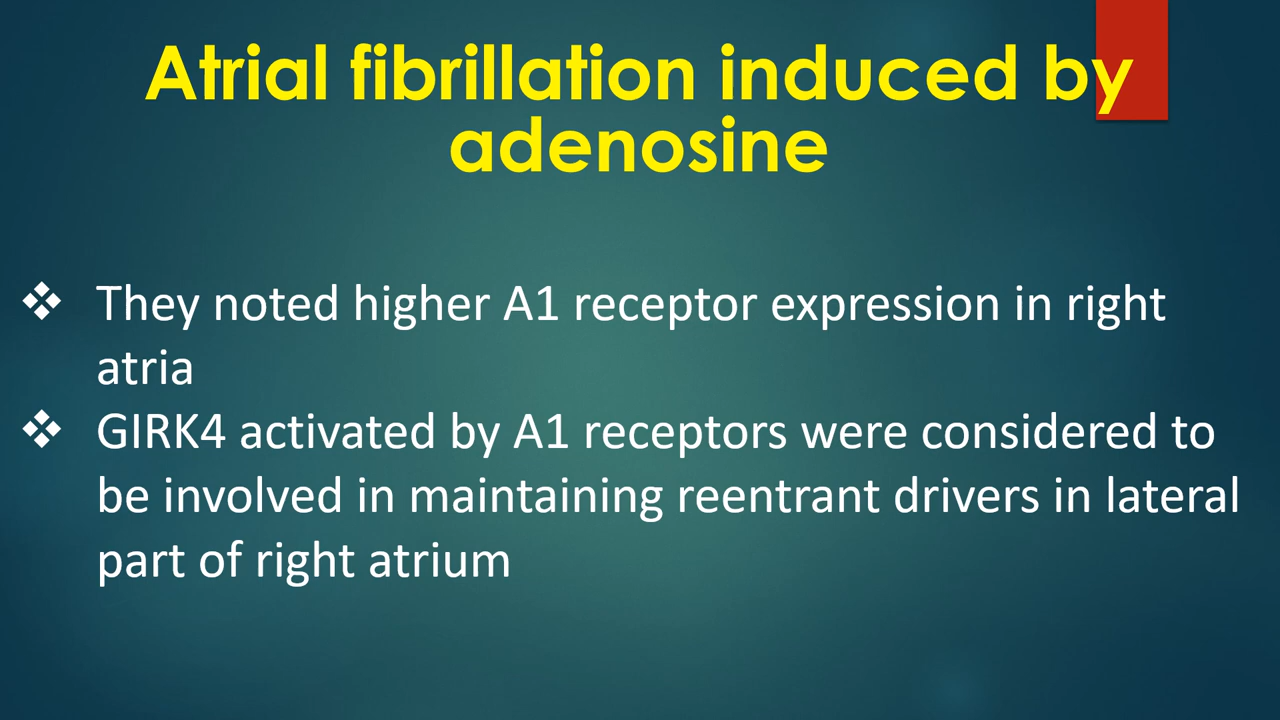 Atrial fibrillation induced by
adenosine
❖ They noted higher A1 receptor expression in right
atria
❖ GIRK4 activated by A1 receptors were considered to
be involved in maintaining reentrant drivers in lateral
part of right atrium